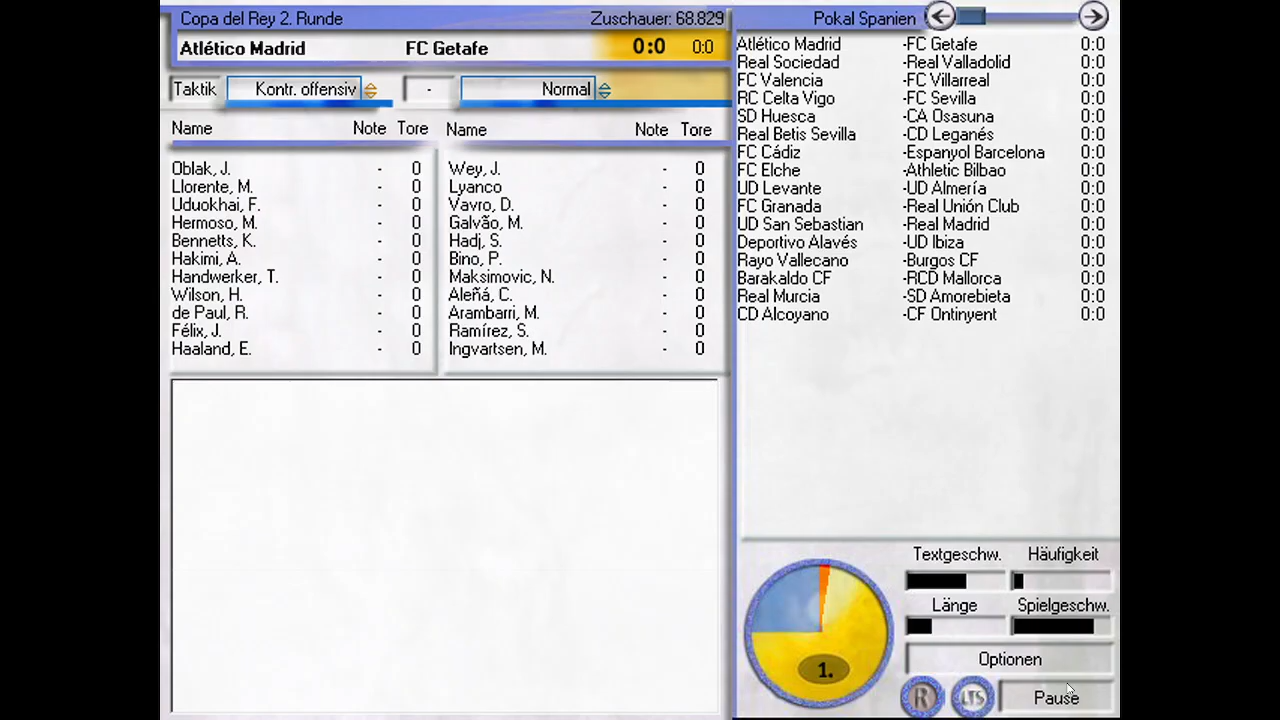 Copa del Rey 2. Runde Zuschauer: 68.829
Atlético Madrid FC Getafe 0:0 0:0
Taktik Kontr. offensiv - Normal
Name Note Tore Name Note Tore
Oblak, J. - 0 Wey, J. - 0
Llorente, M. - 0 Lyanco - 0
Uduokhai, F. - 0 Vavro, D. - 0
Hermoso, M. - 0 Galvão, M. - 0
Bennetts, K. - 0 Hadj, S. - 0
Hakimi, A. - 0 Bino, P. - 0
Handwerker, T. - 0 Maksimovic, N. - 0
Wilson, H. - 0 Aleñá, C. - 0
de Paul, R. - 0 Arambarri, M. - 0
Félix, J. - 0 Ramírez, S. - 0
Haaland, E. - 0 Ingvartsen, M. - 0
Pokal Spanien
Atlético Madrid -FC Getafe 0:0
Real Sociedad -Real Valladolid 0:0
FC Valencia -FC Villarreal 0:0
RC Celta Vigo -FC Sevilla 0:0
SD Huesca -CA Osasuna 0:0
Real Betis Sevilla -CD Leganés 0:0
FC Cádiz -Espanyol Barcelona 0:0
FC Elche -Athletic Bilbao 0:0
UD Levante -UD Almería 0:0
FC Granada -Real Unión Club 0:0
UD San Sebastian -Real Madrid 0:0
Deportivo Alavés -UD Ibiza 0:0
Rayo Vallecano -Burgos CF 0:0
Barakaldo CF -RCD Mallorca 0:0
Real Murcia -SD Amorebieta 0:0
CD Alcoyano -CF Ontinyent 0:0
Textgeschw. Häufigkeit
Länge Spielgeschw.
Optionen
1.
R LTS Pause